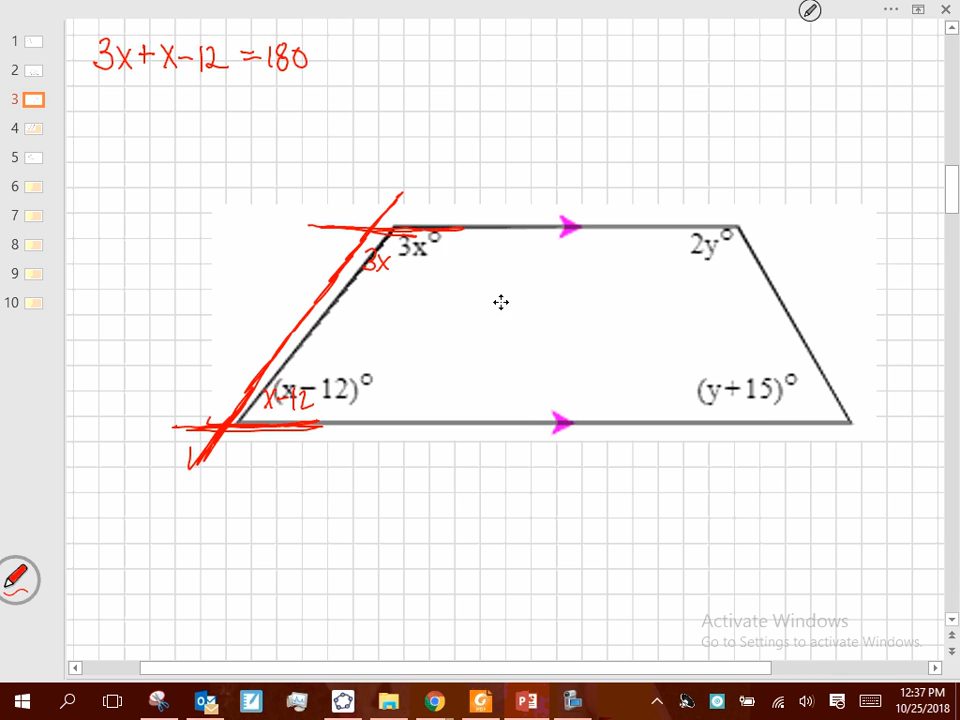 3x+x-12=180
1
2
3
4
5
6
7
8
9
10
3x° 2y°
3x
(x-12)° (y+15)°
x-12
Activate Windows
Go to Settings to activate Windows.
12:37 PM
10/25/2018